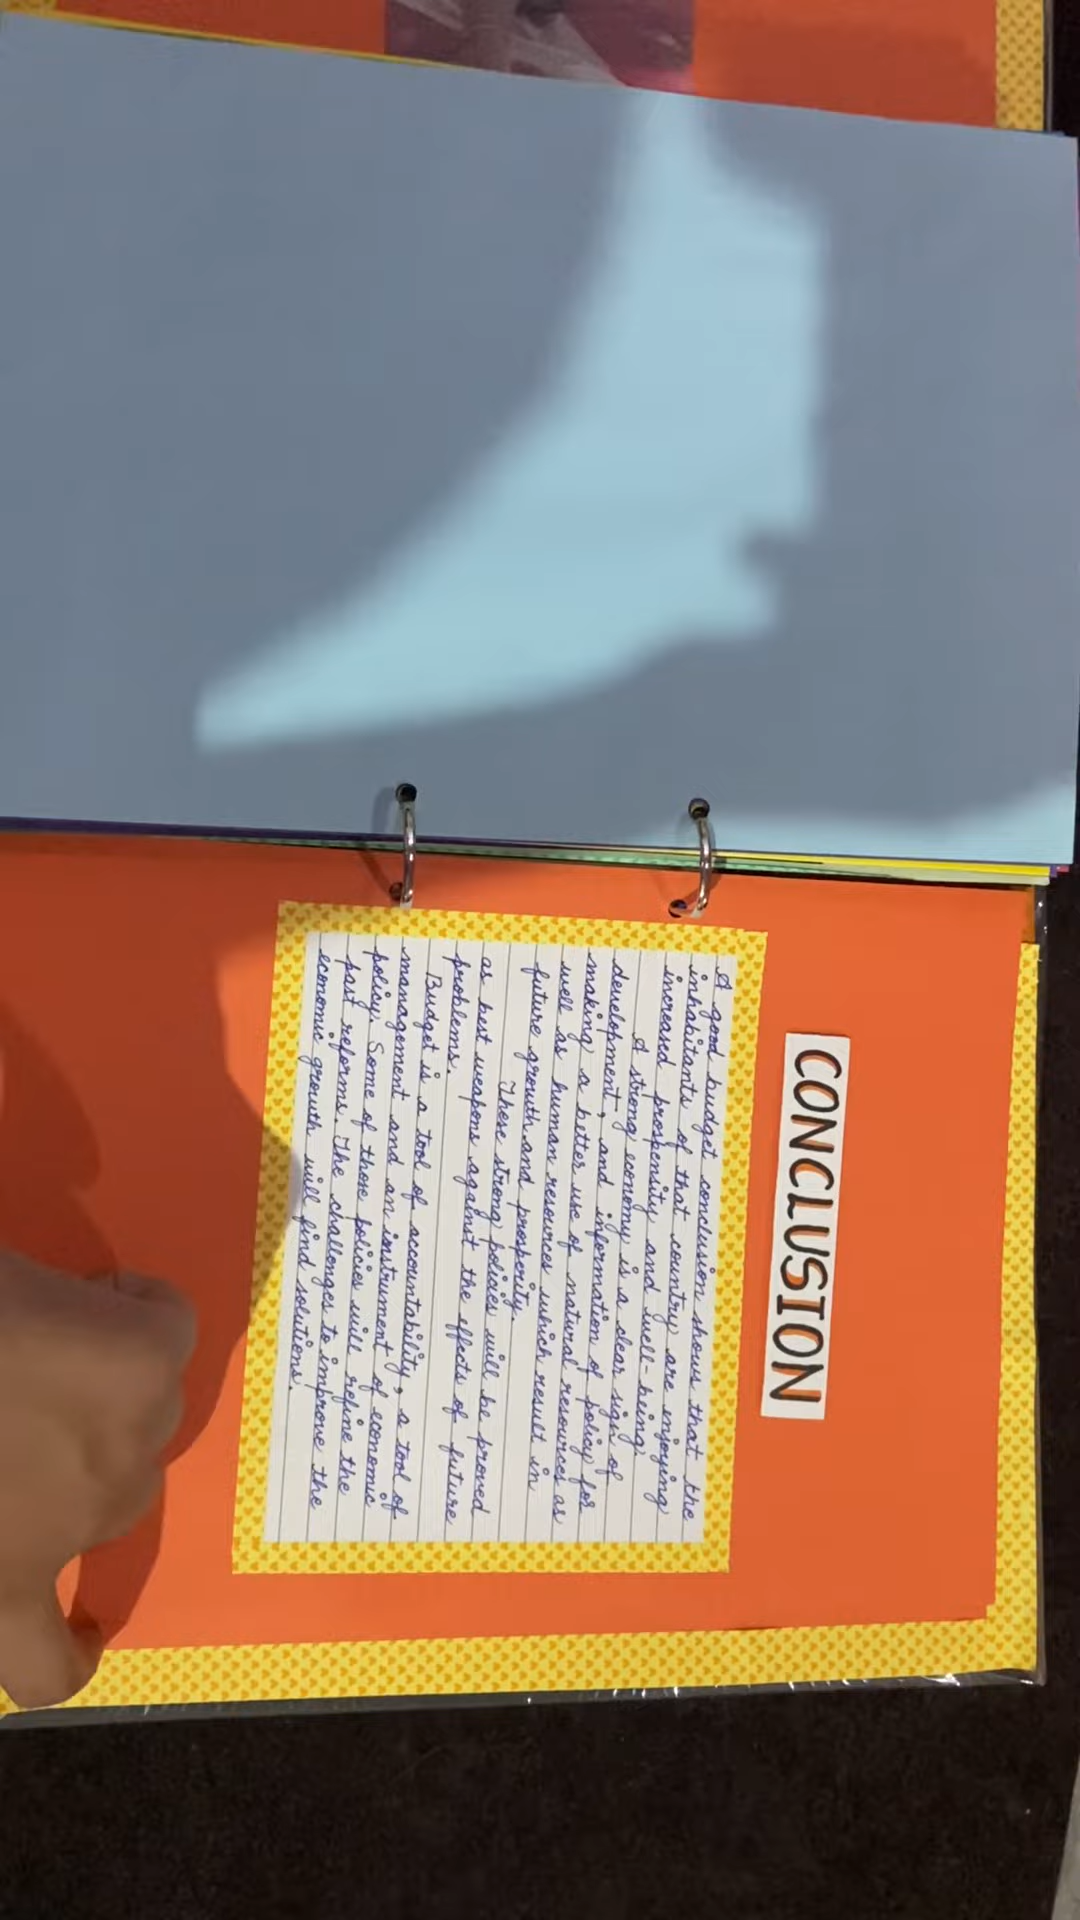 CONCLUSION
A good budget conclusion shows that the
inhabitants of that country are enjoying
increased propensity and well-being.
A strong economy is a clear sign of
development, and information of policy for
making a better use of natural resources as
well as human resources which result in
future growth and prosperity.
These strong policies will be proved
as best weapons against the effects of future
problems.
Budget is a tool of accountability, a tool of
management and an instrument of economic
policy. Some of those policies will refine the
past reforms. The challenges to improve the
economic growth will find solutions.